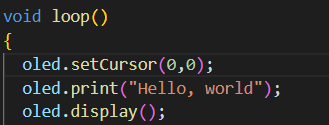 void loop()
{
  oled.setCursor(0,0);
  oled.print("Hello, world");
  oled.display();